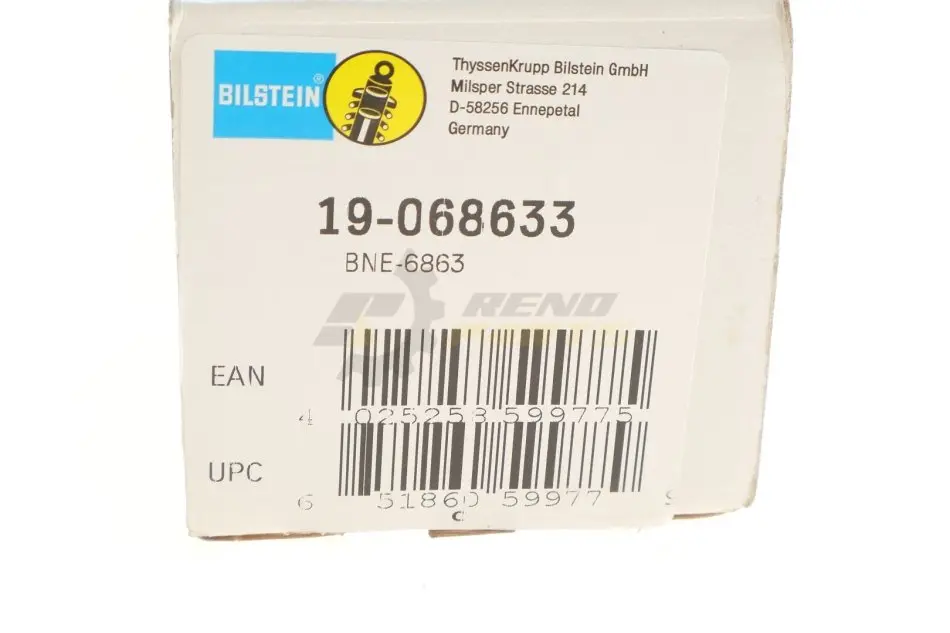 BILSTEIN®
ThyssenKrupp Bilstein GmbH
Milsper Strasse 214
D-58256 Ennepetal
Germany
19-068633
BNE-6863
RENO
EAN
4 025258 599775
UPC
6 51860 59977 9
C